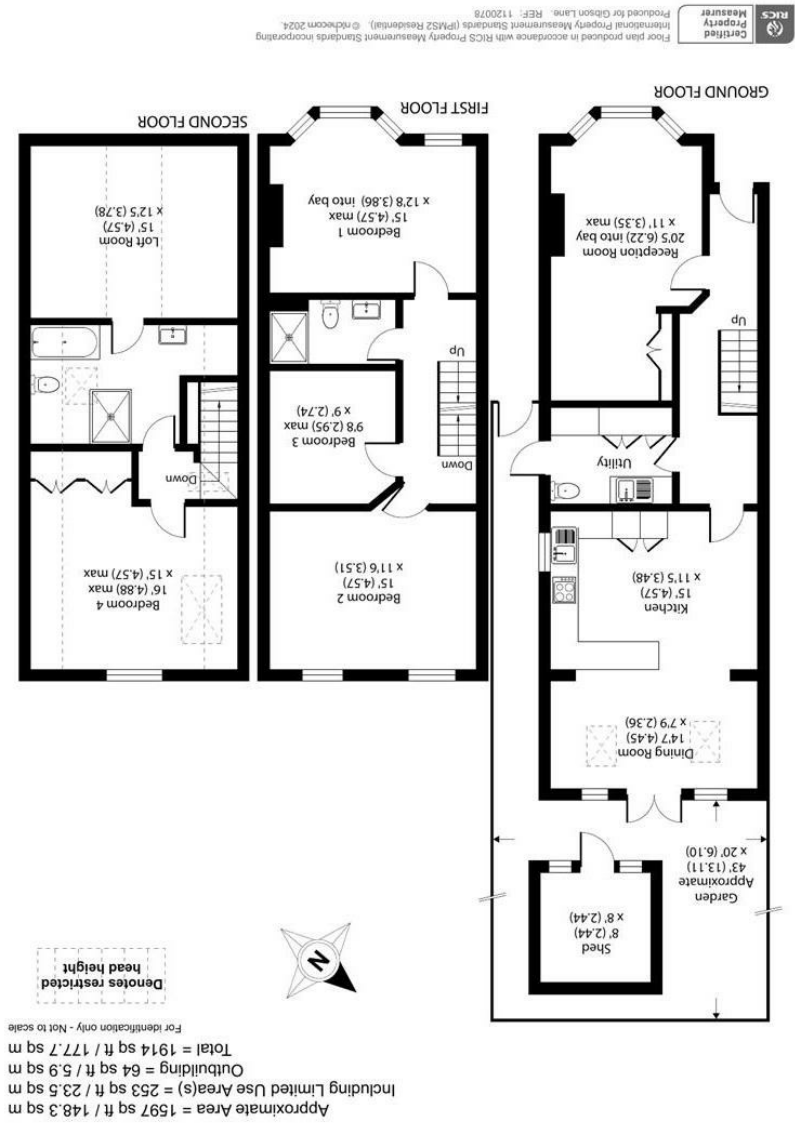 Approximate Area = 1597 sq ft / 148.3 sq m
Including Limited Use Area(s) = 253 sq ft / 23.5 sq m
Outbuilding = 64 sq ft / 5.9 sq m
Total = 1914 sq ft / 177.7 sq m
For identification only - Not to scale
Denotes restricted
head height
N
Shed
8' (2.44)
x 8' (2.44)
Garden
Approximate
43' (13.11)
x 20' (6.10)
Dining Room
14'7 (4.45)
x 7'9 (2.36)
Kitchen
15' (4.57)
x 11'5 (3.48)
Utility
Up
Reception Room
20'5 (6.22) into bay
x 11' (3.35) max
GROUND FLOOR
Bedroom 2
15' (4.57)
x 11'6 (3.51)
Down
Bedroom 3
9'8 (2.95) max
x 9' (2.74)
Up
Bedroom 1
15' (4.57) max
x 12'8 (3.86) into bay
FIRST FLOOR
Bedroom 4
16' (4.88) max
x 15' (4.57) max
Down
Loft Room
15' (4.57)
x 12'5 (3.78)
SECOND FLOOR
RICS
Certified
Property
Measurer
Floor plan produced in accordance with RICS Property Measurement Standards incorporating
International Property Measurement Standards (IPMS2 Residential). © nichecom 2024.
Produced for Gibson Lane. REF: 1120078